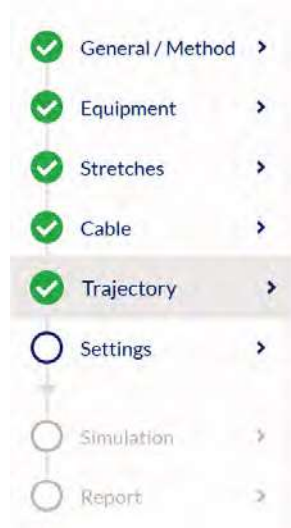 General / Method
Equipment
Stretches
Cable
Trajectory
Settings
Simulation
Report